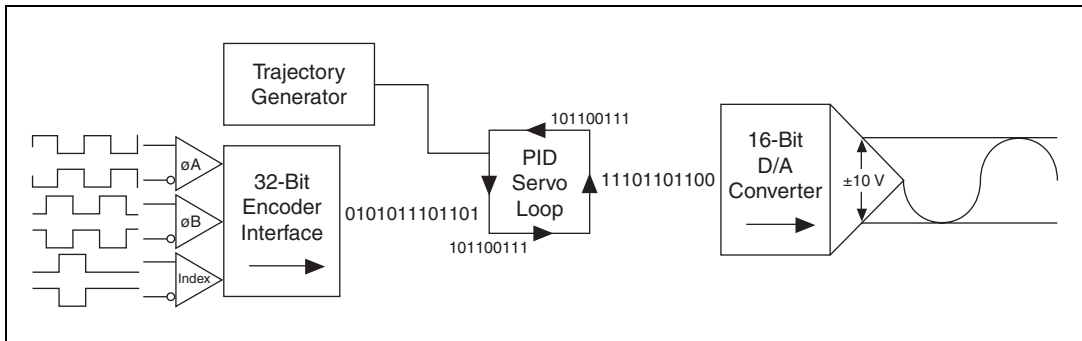 Trajectory
Generator
øA
øB
Index
32-Bit
Encoder
Interface
0101011101101
101100111
PID
Servo
Loop
101100111
11101101100
16-Bit
D/A
Converter
±10 V